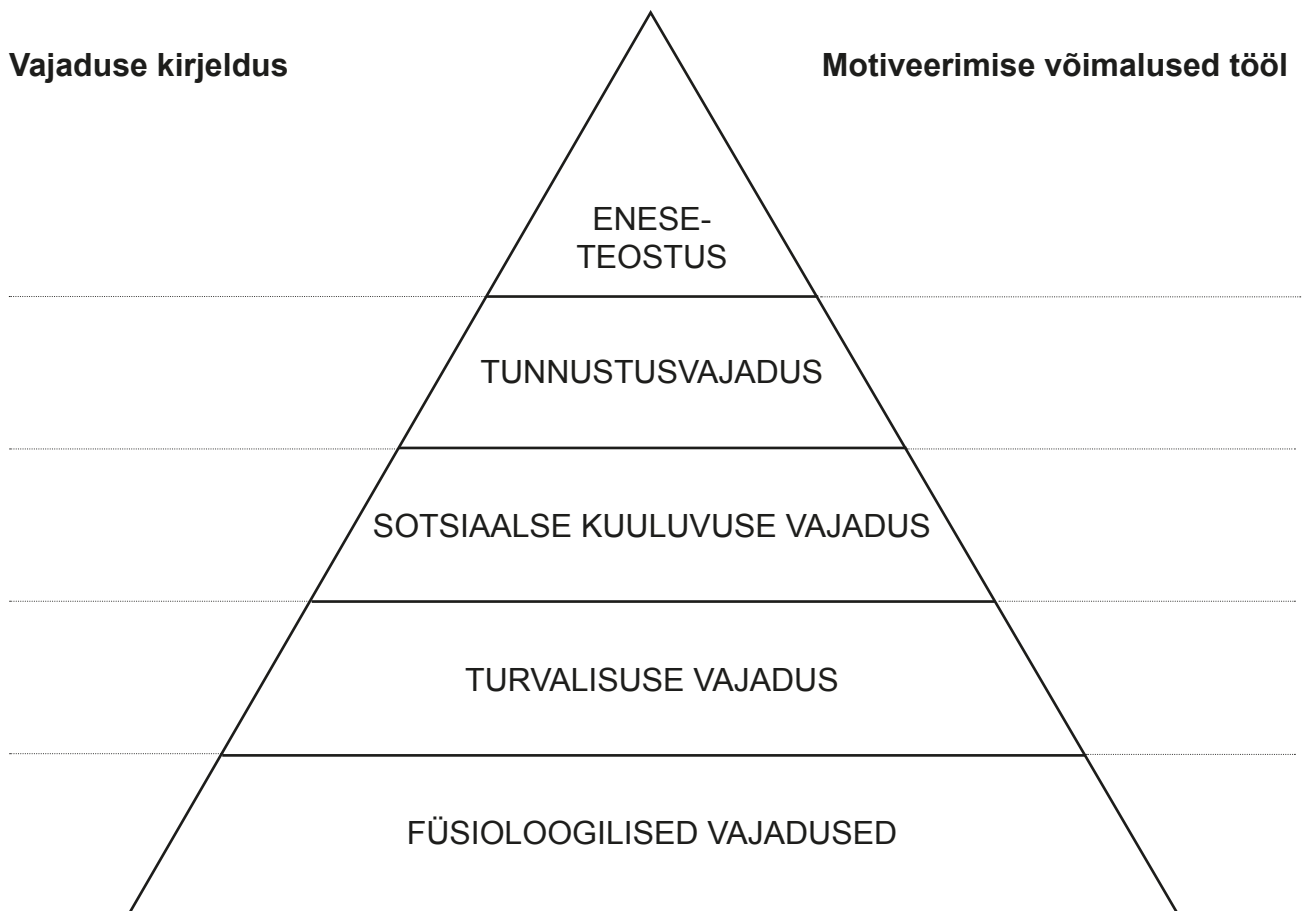 Vajaduse kirjeldus
Motiveerimise võimalused tööl
ENESE-
TEOSTUS
TUNNUSTUSVAJADUS
SOTSIAALSE KUULUVUSE VAJADUS
TURVALISUSE VAJADUS
FÜSIOLOOGILISED VAJADUSED